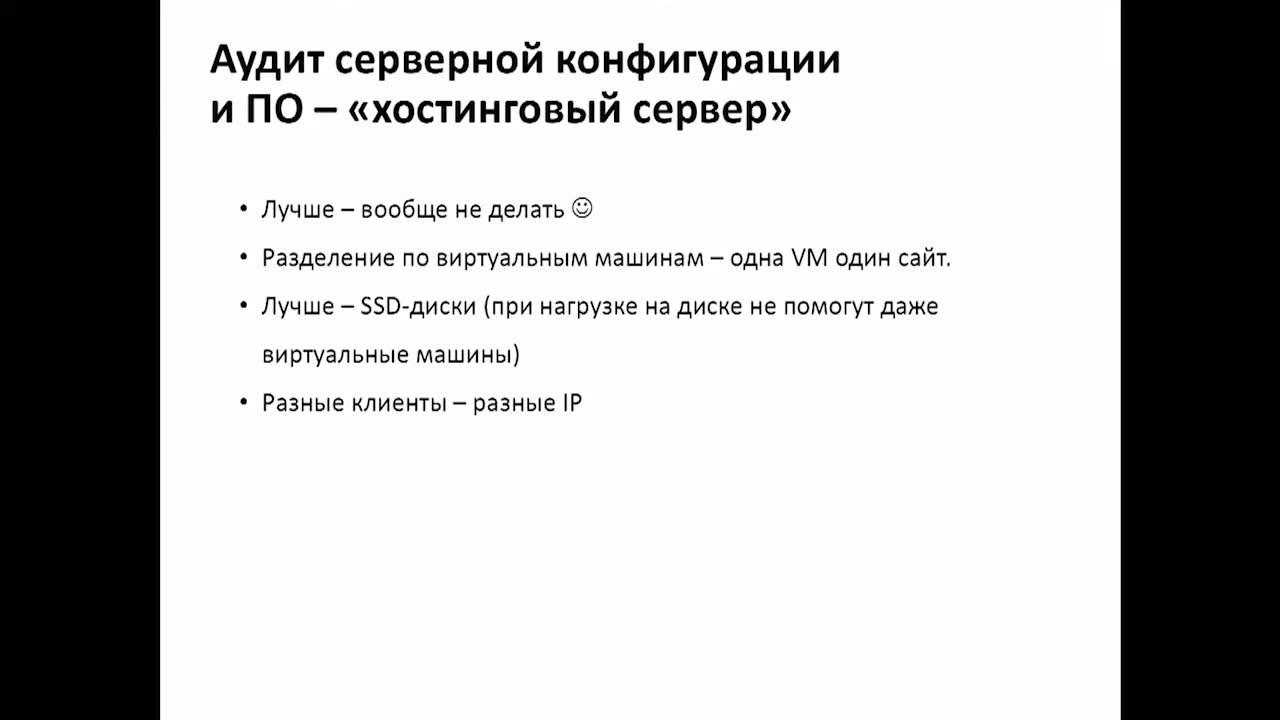 Аудит серверной конфигурации
и ПО – «хостинговый сервер»
• Лучше – вообще не делать ☺
• Разделение по виртуальным машинам – одна VM один сайт.
• Лучше – SSD-диски (при нагрузке на диске не помогут даже
виртуальные машины)
• Разные клиенты – разные IP